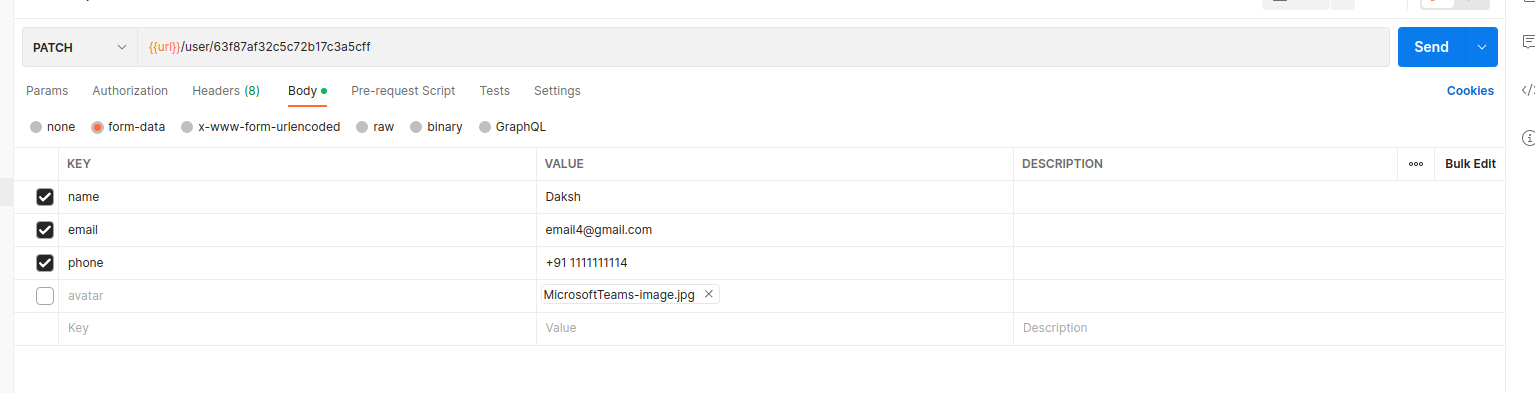 PATCH {{url}}/user/63f87af32c5c72b17c3a5cff Send
Params Authorization Headers (8) Body Pre-request Script Tests Settings Cookies
none form-data x-www-form-urlencoded raw binary GraphQL
KEY VALUE DESCRIPTION Bulk Edit
name Daksh
email email4@gmail.com
phone +91 1111111114
avatar MicrosoftTeams-image.jpg
Key Value Description